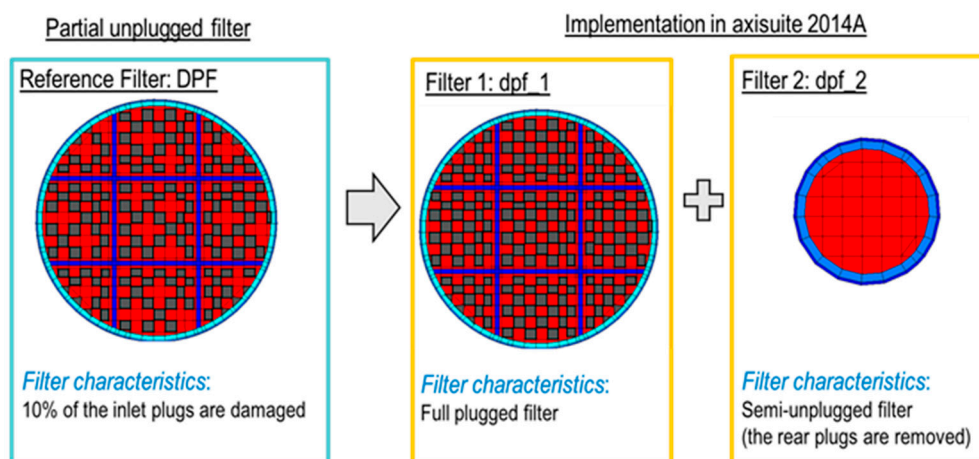 Partial unplugged filter
Implementation in axisuite 2014A
Reference Filter: DPF
Filter characteristics:
10% of the inlet plugs are damaged
Filter 1: dpf_1
Filter characteristics:
Full plugged filter
Filter 2: dpf_2
Filter characteristics:
Semi-unplugged filter
(the rear plugs are removed)